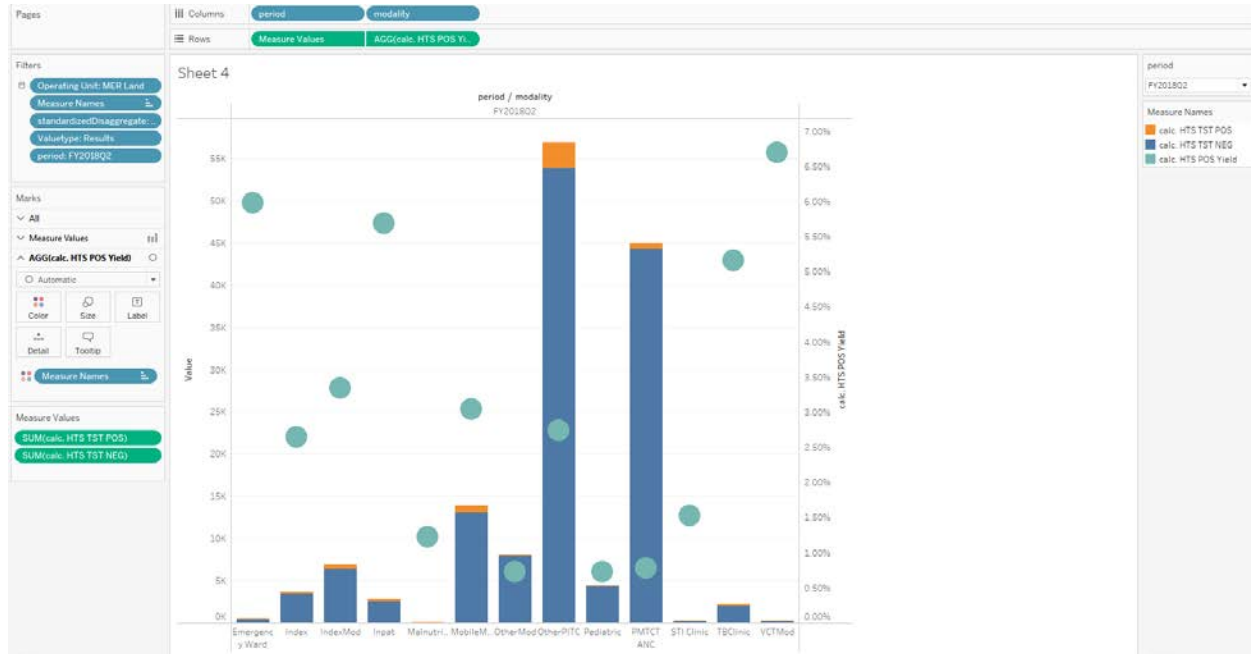 Pages
Columns
period
modality
Rows
Measure Values
AGG(calc. HTS POS Yi..
Filters
Operating Unit: MER Land
Measure Names
standardizedDisaggregate: ..
Valuetype: Results
period: FY2018Q2
Marks
All
Measure Values
AGG(calc. HTS POS Yield)
Automatic
Color
Size
Label
Detail
Tooltip
Measure Names
Measure Values
SUM(calc. HTS TST POS)
SUM(calc. HTS TST NEG)
Sheet 4
period / modality
FY2018Q2
Value
55K
50K
45K
40K
35K
30K
25K
20K
15K
10K
5K
0K
7.00%
6.50%
6.00%
5.50%
5.00%
4.50%
4.00%
3.50%
3.00%
2.50%
2.00%
1.50%
1.00%
0.50%
0.00%
calc. HTS POS Yield
Emergenc
y Ward
Index
IndexMod
Inpat
Malnutri..
MobileM..
OtherMod
OtherPITC
Pediatric
PMTCT
ANC
STI Clinic
TBClinic
VCTMod
period
FY2018Q2
Measure Names
calc. HTS TST POS
calc. HTS TST NEG
calc. HTS POS Yield